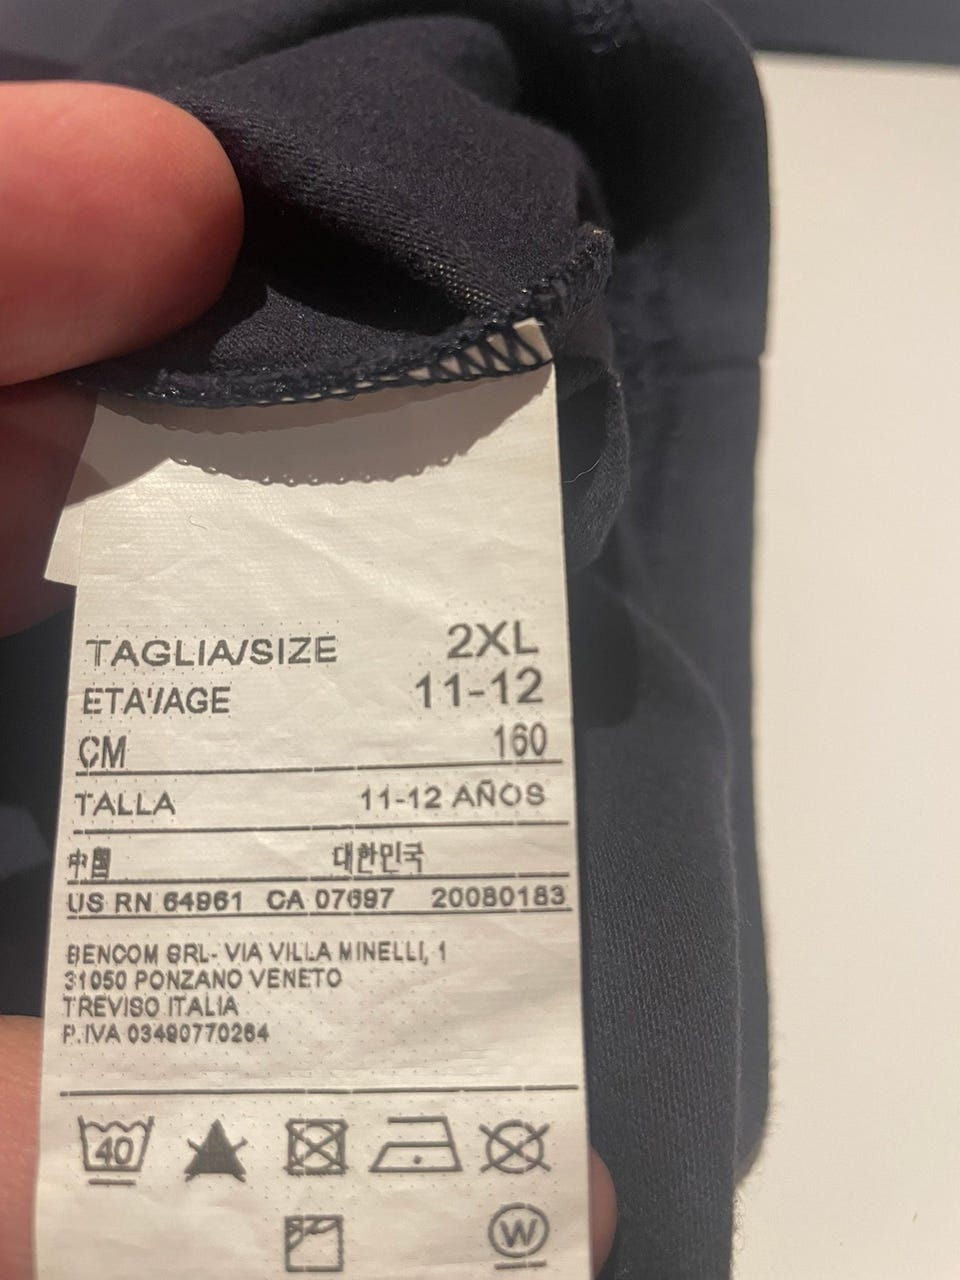 TAGLIA/SIZE 2XL
ETA'/AGE 11-12
CM 160
TALLA 11-12 AÑOS
中國 대한민국
US RN 64961 CA 07697 20080183
BENCOM SRL- VIA VILLA MINELLI, 1
31050 PONZANO VENETO
TREVISO ITALIA
P.IVA 03490770264
40
W